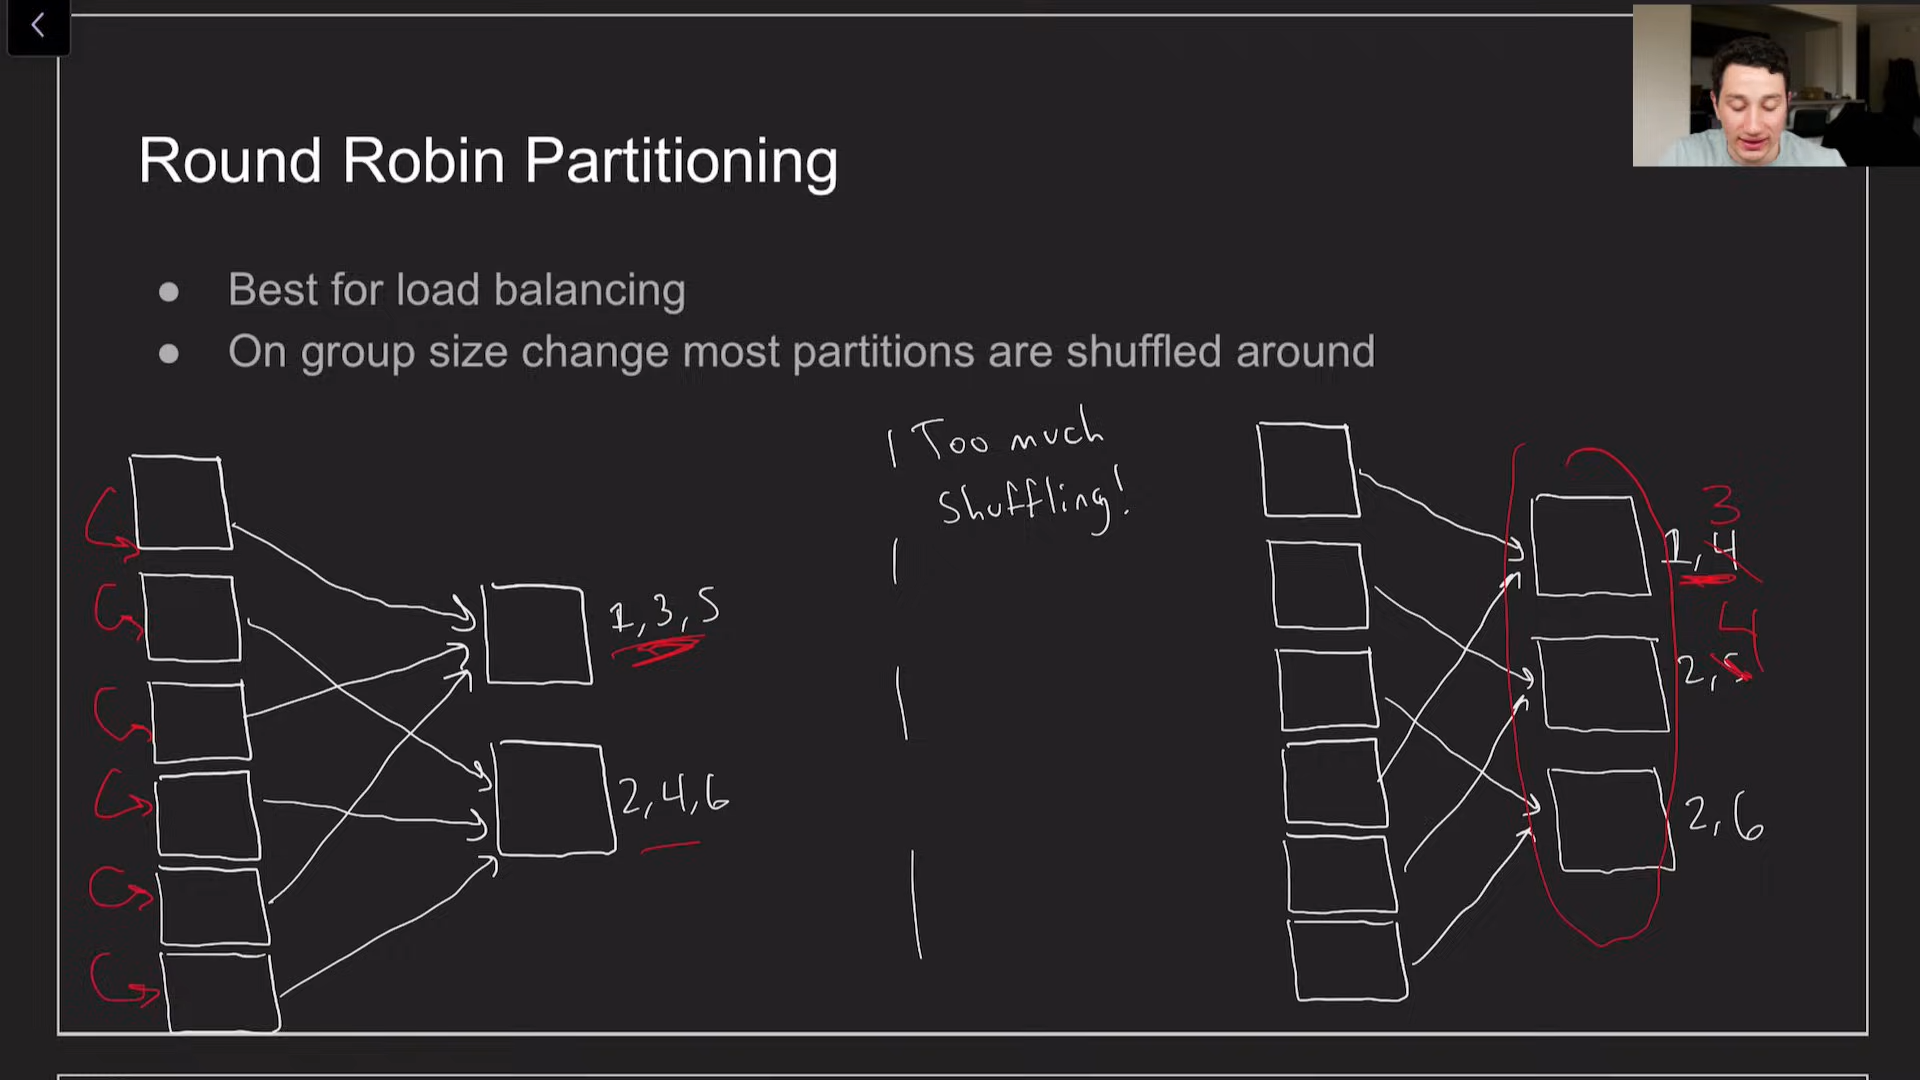 Round Robin Partitioning
● Best for load balancing
● On group size change most partitions are shuffled around
Too much
Shuffling!
1, 3, 5
2, 4, 6
3
1, 4
4
2, 5
2, 6